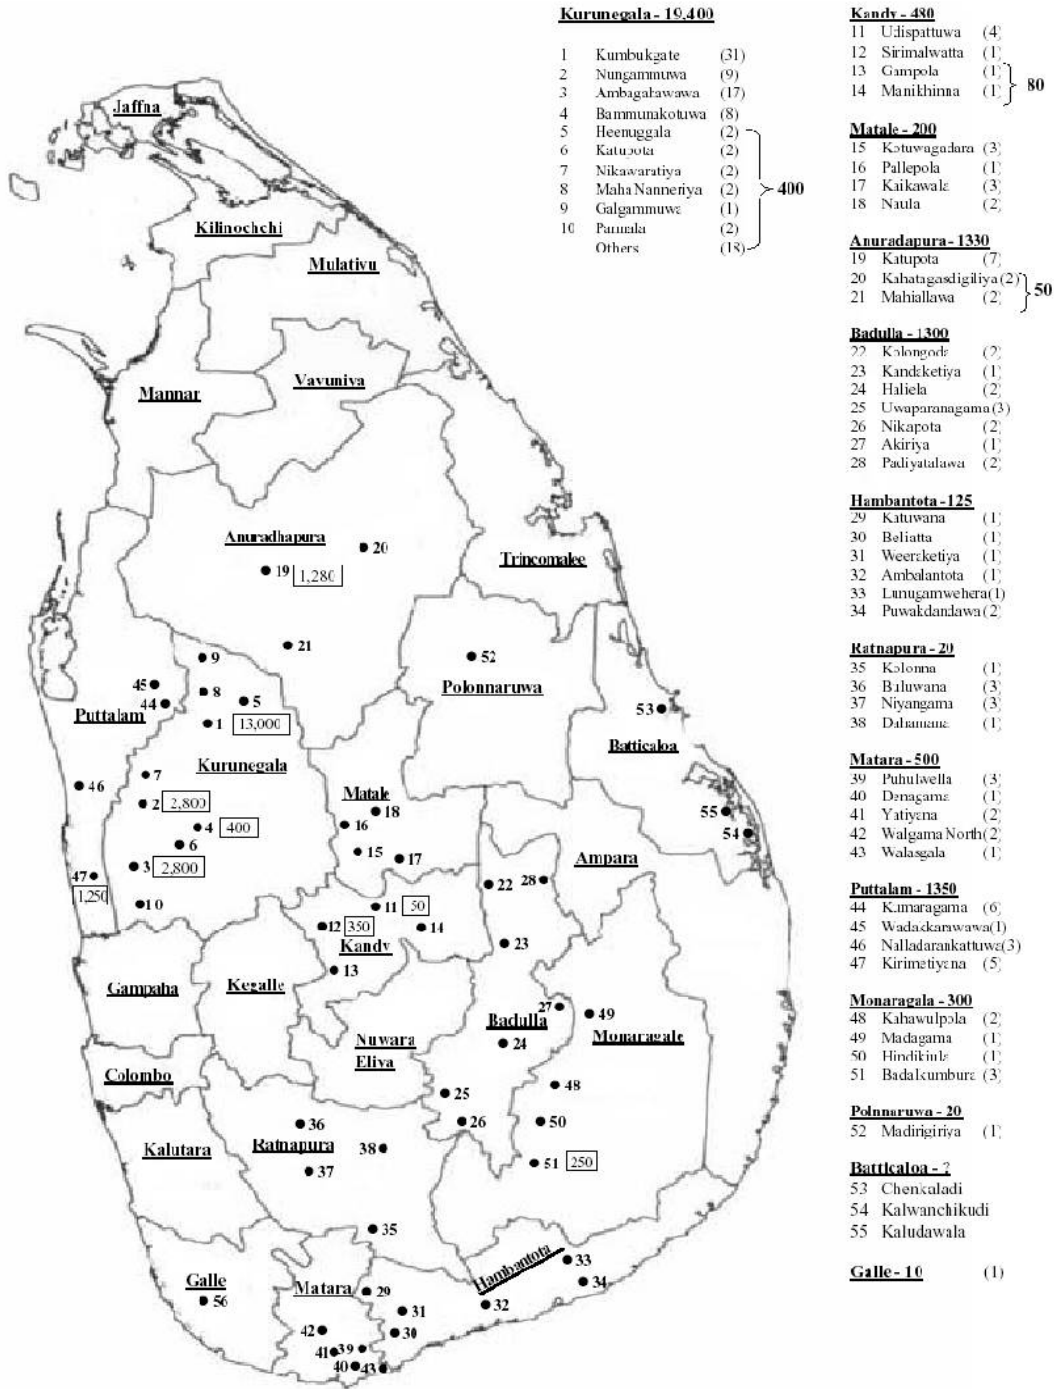 Kurunegala - 19,400
1 Kumbukgate (31)
2 Nungammuwa (9)
3 Ambagahawawa (17)
4 Bammunakotuwa (8)
5 Heenuggala (2)
6 Katupota (2)
7 Nikawaratiya (2)
8 Maha Nanneriya (2)
9 Galgammuwa (1)
10 Pannala (2)
Others (18)
400
Kandy - 480
11 Udispattuwa (4)
12 Sirimalwatta (1)
13 Gampola (1)
14 Manikhinna (1)
80
Matale - 200
15 Kotuwagadara (3)
16 Pallepola (1)
17 Kaikawala (3)
18 Naula (2)
Anuradapura - 1330
19 Katupota (7)
20 Kahatagasdigiliya (2)
21 Mahiallawa (2)
50
Badulla - 1300
22 Kolongoda (2)
23 Kandaketiya (1)
24 Haliela (2)
25 Uwaparanagama (3)
26 Nikapota (2)
27 Akiriya (1)
28 Padiyatalawa (2)
Hambantota -125
29 Katuwana (1)
30 Beliatta (1)
31 Weeraketiya (1)
32 Ambalantota (1)
33 Lunugamwehera (1)
34 Puwakdandawa (2)
Ratnapura - 20
35 Kolonna (1)
36 Buluwana (3)
37 Niyangama (3)
38 Dahamana (1)
Matara - 500
39 Puhulwella (3)
40 Denagama (1)
41 Yatiyana (2)
42 Walgama North (2)
43 Walasgala (1)
Puttalam - 1350
44 Kumaragama (6)
45 Wadakkarawawa (1)
46 Nalladarankattuwa (3)
47 Kirimetiyana (5)
Monaragala - 300
48 Kahawulpola (2)
49 Madagama (1)
50 Hindikiula (1)
51 Badalkumbura (3)
Polnnaruwa - 20
52 Madirigiriya (1)
Batticaloa - ?
53 Chenkaladi
54 Kalwanchikudi
55 Kaludawala
Galle - 10 (1)
Jaffna
Kilinochchi
Mulativu
Vavuniya
Mannar
Anuradhapura
20
19 1,280
Trincomalee
21
9
52
45
8
Polonnaruwa
44
5
53
Puttalam
1 13,000
Batticaloa
Kurunegala
7
46
Matale
2 2,800
18
55
4 400
16
54
6
15
17
Ampara
3 2,800
47
28
22
1,250
10
11 50
12 350
14
Kandy
23
13
Gampaha
Kegalle
27
49
Badulla
Nuwara
Eliya
Monaragale
24
Colombo
48
25
36
26
50
Kalutara
Ratnapura
38
51 250
37
35
Hambantota
33
Galle
34
Matara
29
56
32
31
42
30
39
41
40
43